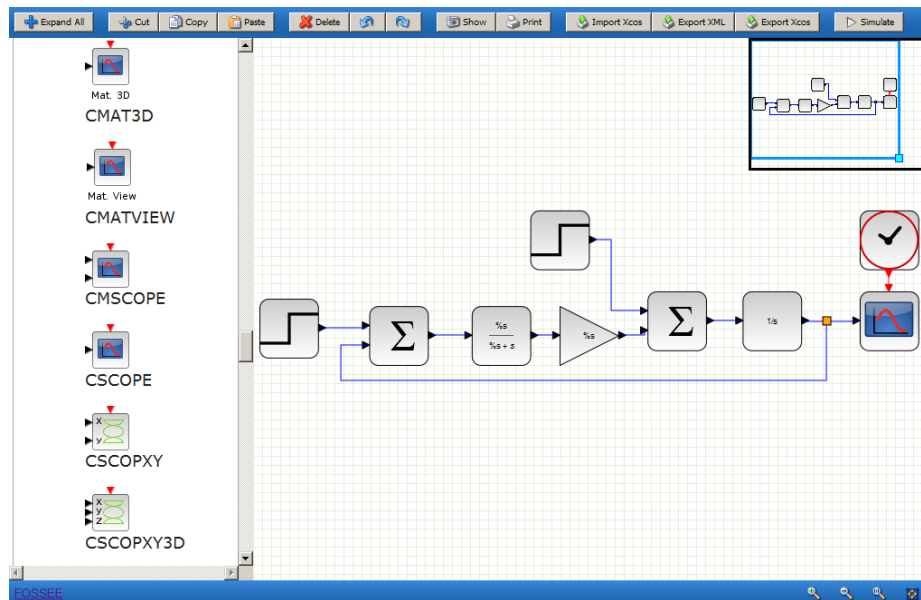 Expand All Cut Copy Paste Delete Show Print Import Xcos Export XML Export Xcos Simulate
Mat. 3D
CMAT3D
Mat. View
CMATVIEW
CMSCOPE
CSCOPE
X
Y
CSCOPXY
X
Y
Z
CSCOPXY3D
Σ
%s
%s + s
%s
Σ
1/s
FOSSEE